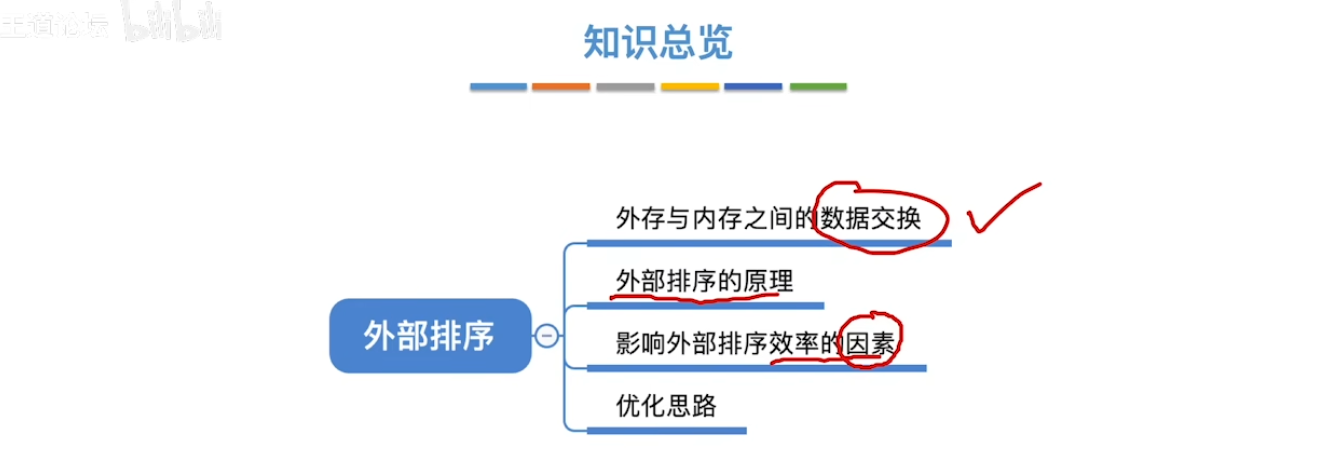 王道论坛 bilibili
知识总览
外存与内存之间的数据交换
外部排序的原理
外部排序
影响外部排序效率的因素
优化思路